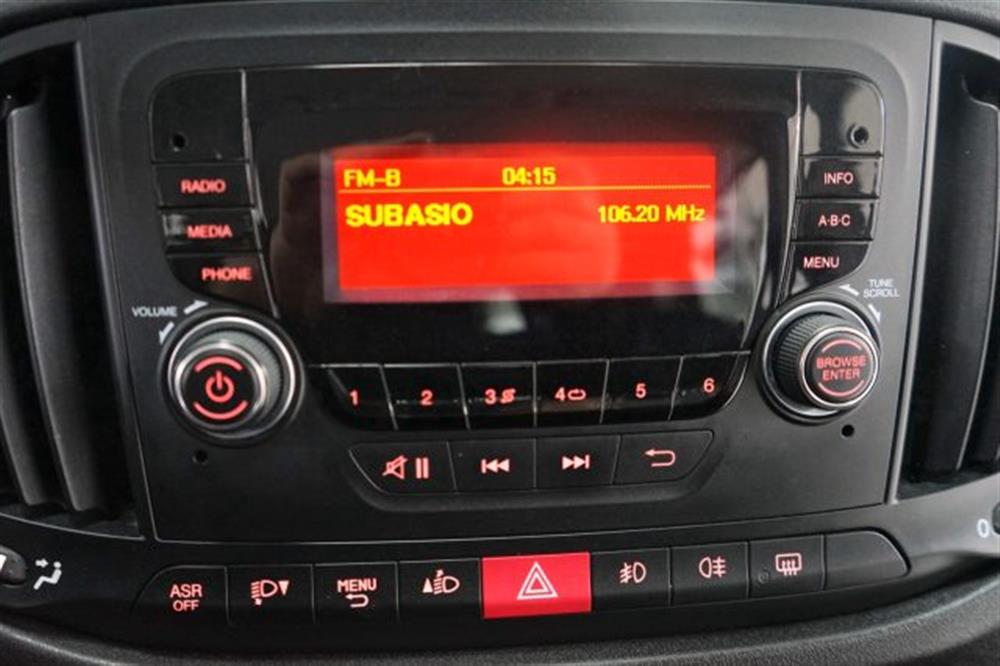 FM-B 04:15
SUBASIO 106.20 MHz
RADIO
MEDIA
PHONE
INFO
A·B·C
MENU
VOLUME
TUNE
SCROLL
BROWSE
ENTER
1 2 3 4 5 6
ASR
OFF
MENU
0